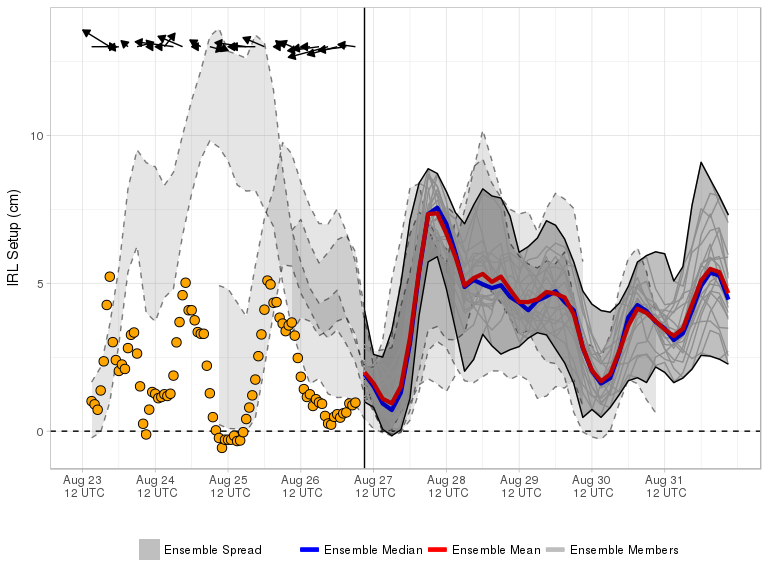 IRL Setup (cm)
10
5
0
Aug 23 Aug 24 Aug 25 Aug 26 Aug 27 Aug 28 Aug 29 Aug 30 Aug 31
12 UTC 12 UTC 12 UTC 12 UTC 12 UTC 12 UTC 12 UTC 12 UTC 12 UTC
Ensemble Spread Ensemble Median Ensemble Mean Ensemble Members